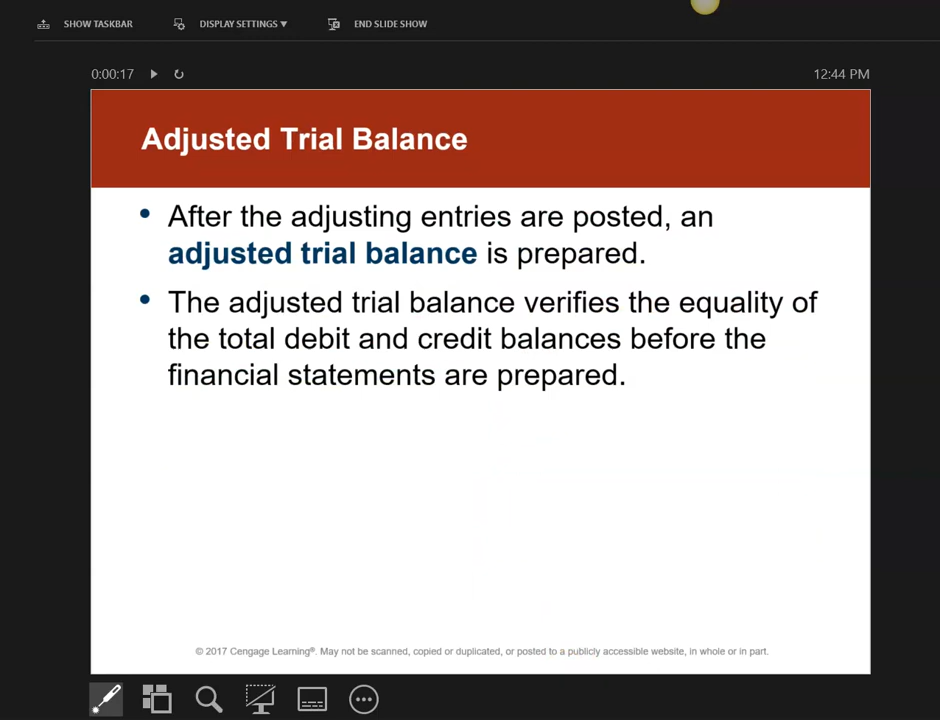 SHOW TASKBAR DISPLAY SETTINGS ▼ END SLIDE SHOW
0:00:17 12:44 PM
Adjusted Trial Balance
• After the adjusting entries are posted, an
adjusted trial balance is prepared.
• The adjusted trial balance verifies the equality of
the total debit and credit balances before the
financial statements are prepared.
© 2017 Cengage Learning®. May not be scanned, copied or duplicated, or posted to a publicly accessible website, in whole or in part.